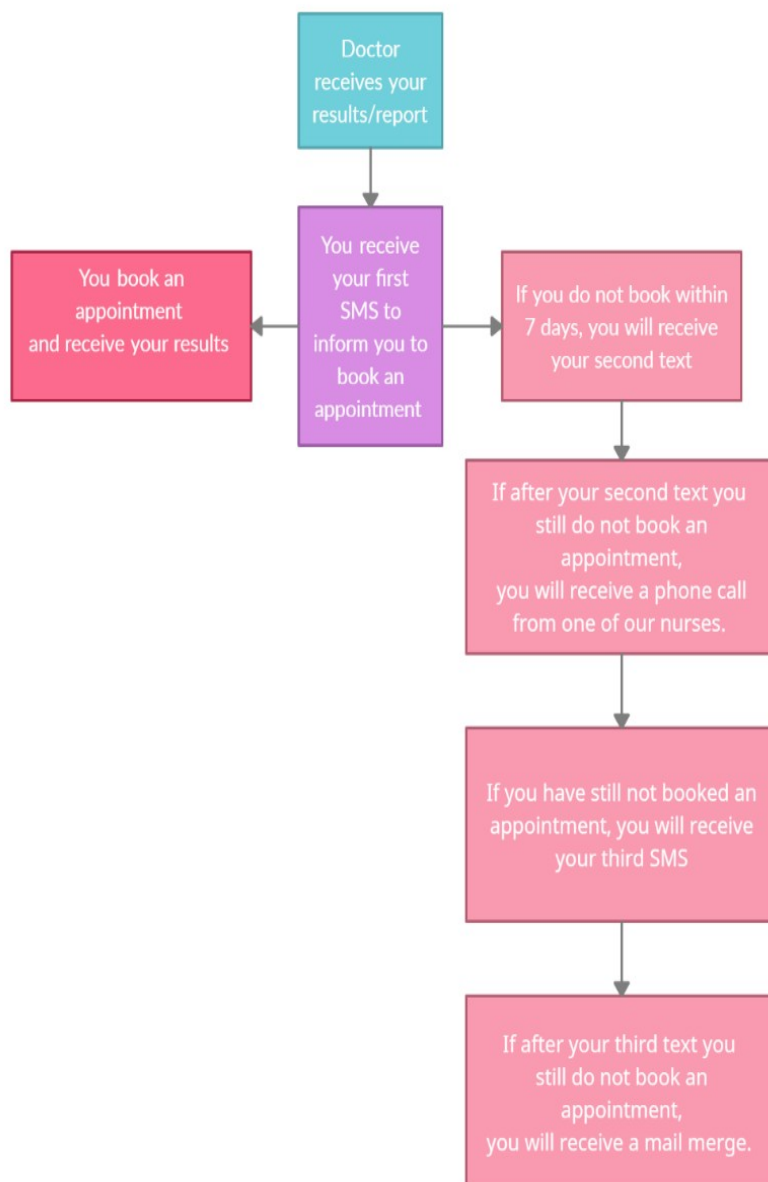 Doctor
receives your
results/report
You receive
your first
SMS to
inform you to
book an
appointment
You book an
appointment
and receive your results
If you do not book within
7 days, you will receive
your second text
If after your second text you
still do not book an
appointment,
you will receive a phone call
from one of our nurses.
If you have still not booked an
appointment, you will receive
your third SMS
If after your third text you
still do not book an
appointment,
you will receive a mail merge.